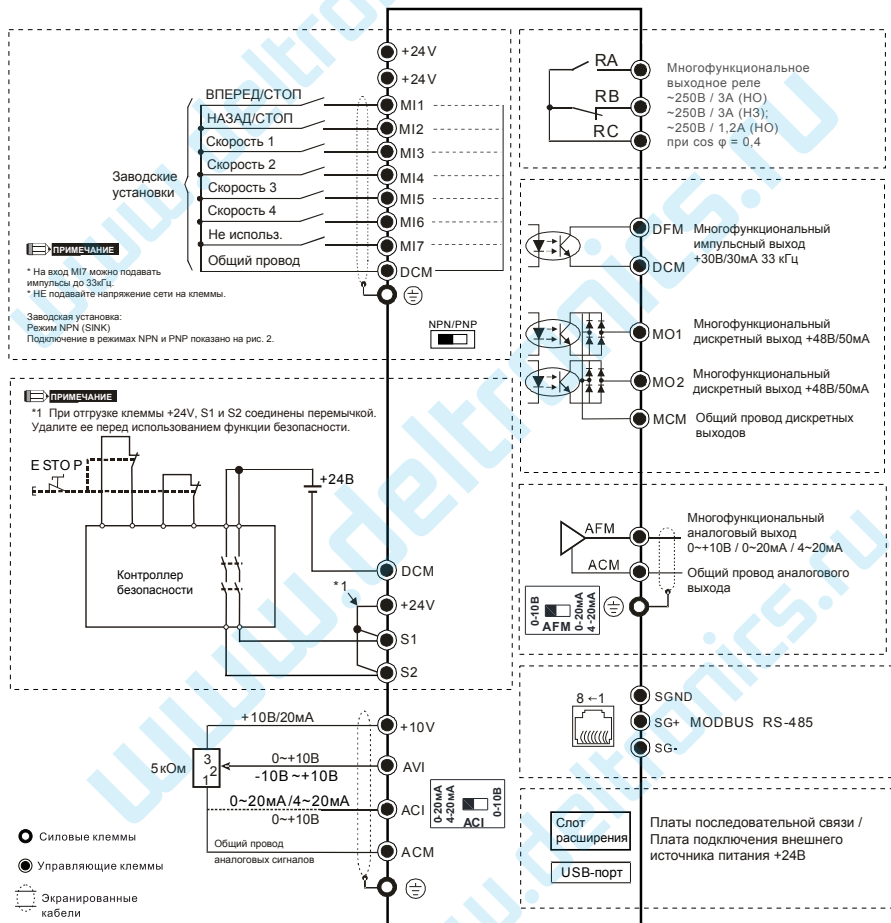 +24V
+24V
ВПЕРЕД/СТОП
MI1
НАЗАД/СТОП
MI2
Скорость 1
MI3
Скорость 2
MI4
Заводские
установки
Скорость 3
MI5
Скорость 4
MI6
Не использ.
MI7
Общий провод
DCM
ПРИМЕЧАНИЕ
* На вход MI7 можно подавать
импульсы до 33кГц.
* НЕ подавайте напряжение сети на клеммы.
Заводская установка:
Режим NPN (SINK)
Подключение в режимах NPN и PNP показано на рис. 2.
NPN/PNP
RA
RB
RC
Многофункциональное
выходное реле
~250В / 3А (НО)
~250В / 3А (НЗ);
~250В / 1,2А (НО)
при cos φ = 0,4
DFM
DCM
Многофункциональный
импульсный выход
+30В/30мА 33 кГц
MO1
Многофункциональный
дискретный выход +48В/50мА
MO2
Многофункциональный
дискретный выход +48В/50мА
MCM
Общий провод дискретных
выходов
ПРИМЕЧАНИЕ
*1 При отгрузке клеммы +24V, S1 и S2 соединены перемычкой.
Удалите ее перед использованием функции безопасности.
E STOP
+24В
Контроллер
безопасности
DCM
*1
+24V
S1
S2
AFM
ACM
Многофункциональный
аналоговый выход
0~+10В / 0~20мА / 4~20мА
Общий провод аналогового
выхода
0-10В
0-20мА
4-20мА
AFM
8 ←1
SGND
SG+ MODBUS RS-485
SG-
+10В/20мА
+10V
5кОм
3
2
1
0~+10В
-10В ~+10В
AVI
0~20мА/4~20мА
0~+10В
ACI
0-20мА
4-20мА
0-10В
ACI
Общий провод
аналоговых сигналов
ACM
Силовые клеммы
Управляющие клеммы
Экранированные
кабели
Слот
расширения
USB-порт
Платы последовательной связи /
Плата подключения внешнего
источника питания +24В
www.deltronics.ru
www.deltronics.ru